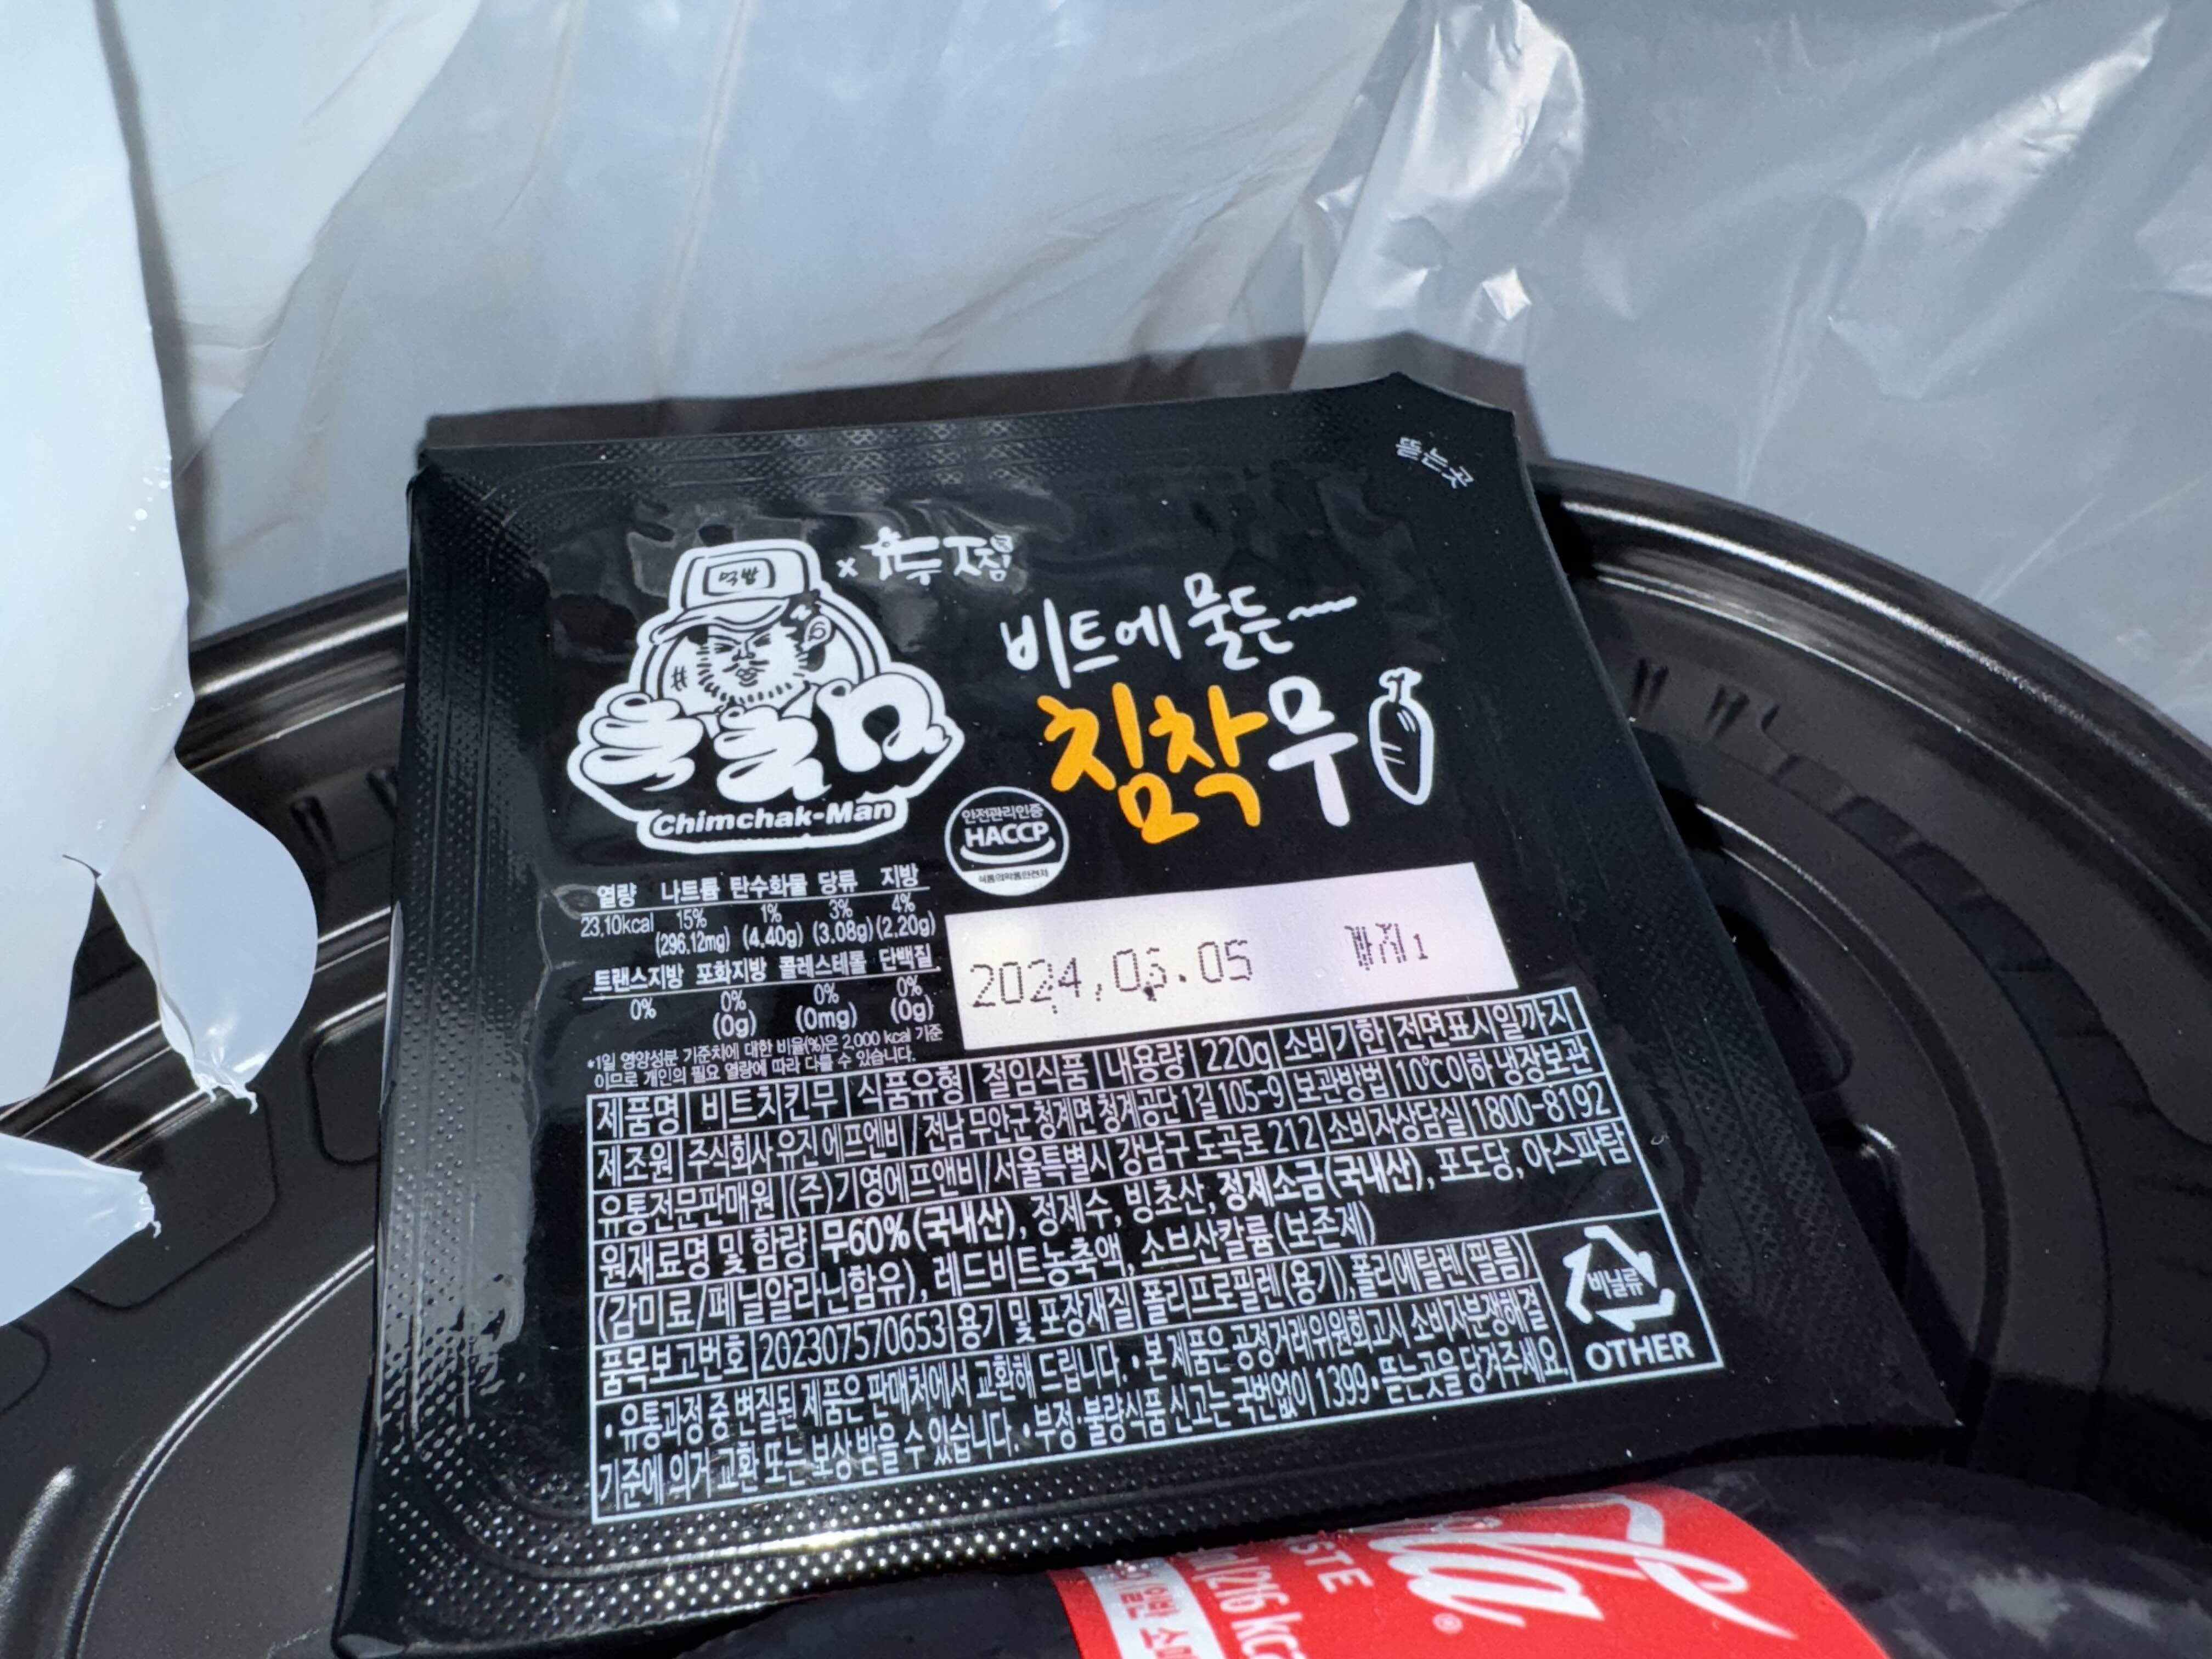 뜯는곳
먹밥
x 두찜
Chimchak-Man
비트에 물든~
침착무
안전관리인증
HACCP
식품의약품안전처
열량 나트륨 탄수화물 당류 지방
23.10kcal 15% 1% 3% 4%
(296.12mg) (4.40g) (3.08g) (2.20g)
트랜스지방 포화지방 콜레스테롤 단백질
0% 0% 0% 0%
(0g) (0mg) (0g)
*1일 영양성분 기준치에 대한 비율(%)은 2,000 kcal 기준
이므로 개인의 필요 열량에 따라 다를 수 있습니다.
2024.05
제품명 비트치킨무 식품유형 절임식품 내용량 220g 소비기한 전면표시일까지
제조원 주식회사 유진에프엔비 / 전남 무안군 청계면 청계공단1길 105-9 보관방법 10℃이하 냉장보관
유통전문판매원 (주)기영에프앤비/서울특별시 강남구 도곡로 212 소비자상담실 1800-8192
원재료명 및 함량 무60%(국내산), 정제수, 빙초산, 정제소금(국내산), 포도당, 아스파탐
(감미료/페닐알라닌함유), 레드비트농축액, 소브산칼륨(보존제)
품목보고번호 202307570653 용기 및 포장재질 폴리프로필렌(용기),폴리에틸렌(필름)
• 유통과정 중 변질된 제품은 판매처에서 교환해 드립니다. • 본 제품은 공정거래위원회고시 소비자분쟁해결
기준에 의거 교환 또는 보상 받을 수 있습니다. • 부정·불량식품 신고는 국번없이 1399 • 뜯는곳을 당겨주세요
비닐류
OTHER